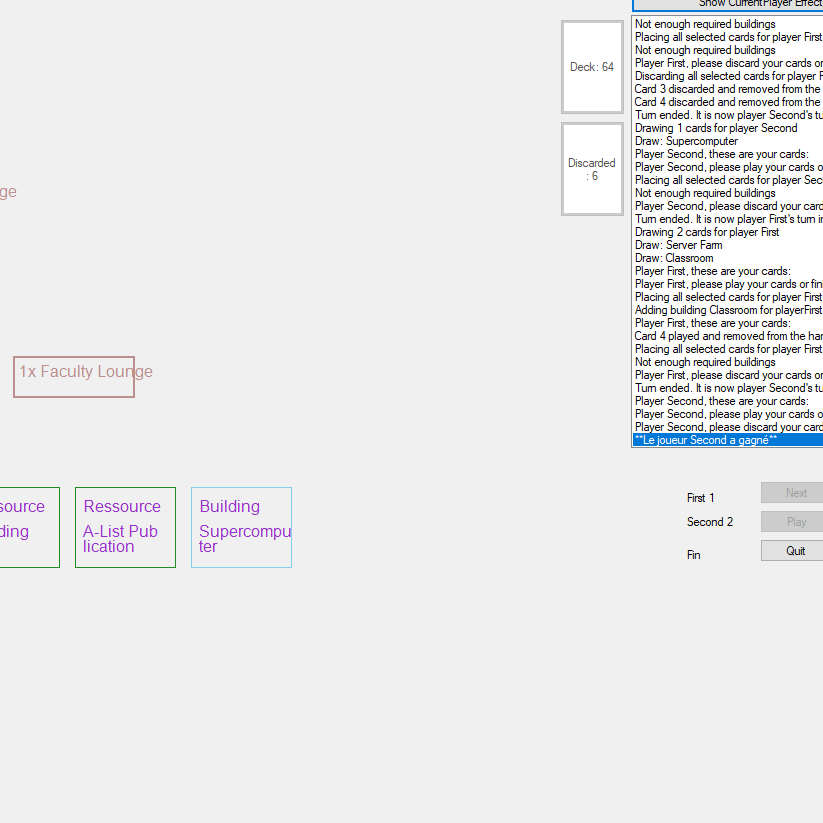 Show CurrentPlayer Effect
Not enough required buildings
Placing all selected cards for player First
Not enough required buildings
Player First, please discard your cards or
Discarding all selected cards for player F
Card 3 discarded and removed from the
Card 4 discarded and removed from the
Turn ended. It is now player Second's tu
Drawing 1 cards for player Second
Draw: Supercomputer
Player Second, these are your cards:
Player Second, please play your cards o
Placing all selected cards for player Sec
Not enough required buildings
Player Second, please discard your card
Turn ended. It is now player First's turn i
Drawing 2 cards for player First
Draw: Server Farm
Draw: Classroom
Player First, these are your cards:
Player First, please play your cards or fini
Placing all selected cards for player First
Adding building Classroom for playerFirst
Player First, these are your cards:
Card 4 played and removed from the har
Placing all selected cards for player First
Not enough required buildings
Player First, please discard your cards or
Turn ended. It is now player Second's tu
Player Second, these are your cards:
Player Second, please play your cards o
Player Second, please discard your card
**Le joueur Second a gagné**
Deck: 64
Discarded
: 6
ge
1x Faculty Lounge
source
ding
Ressource
A-List Pub
lication
Building
Supercompu
ter
First 1
Next
Second 2
Play
Fin
Quit